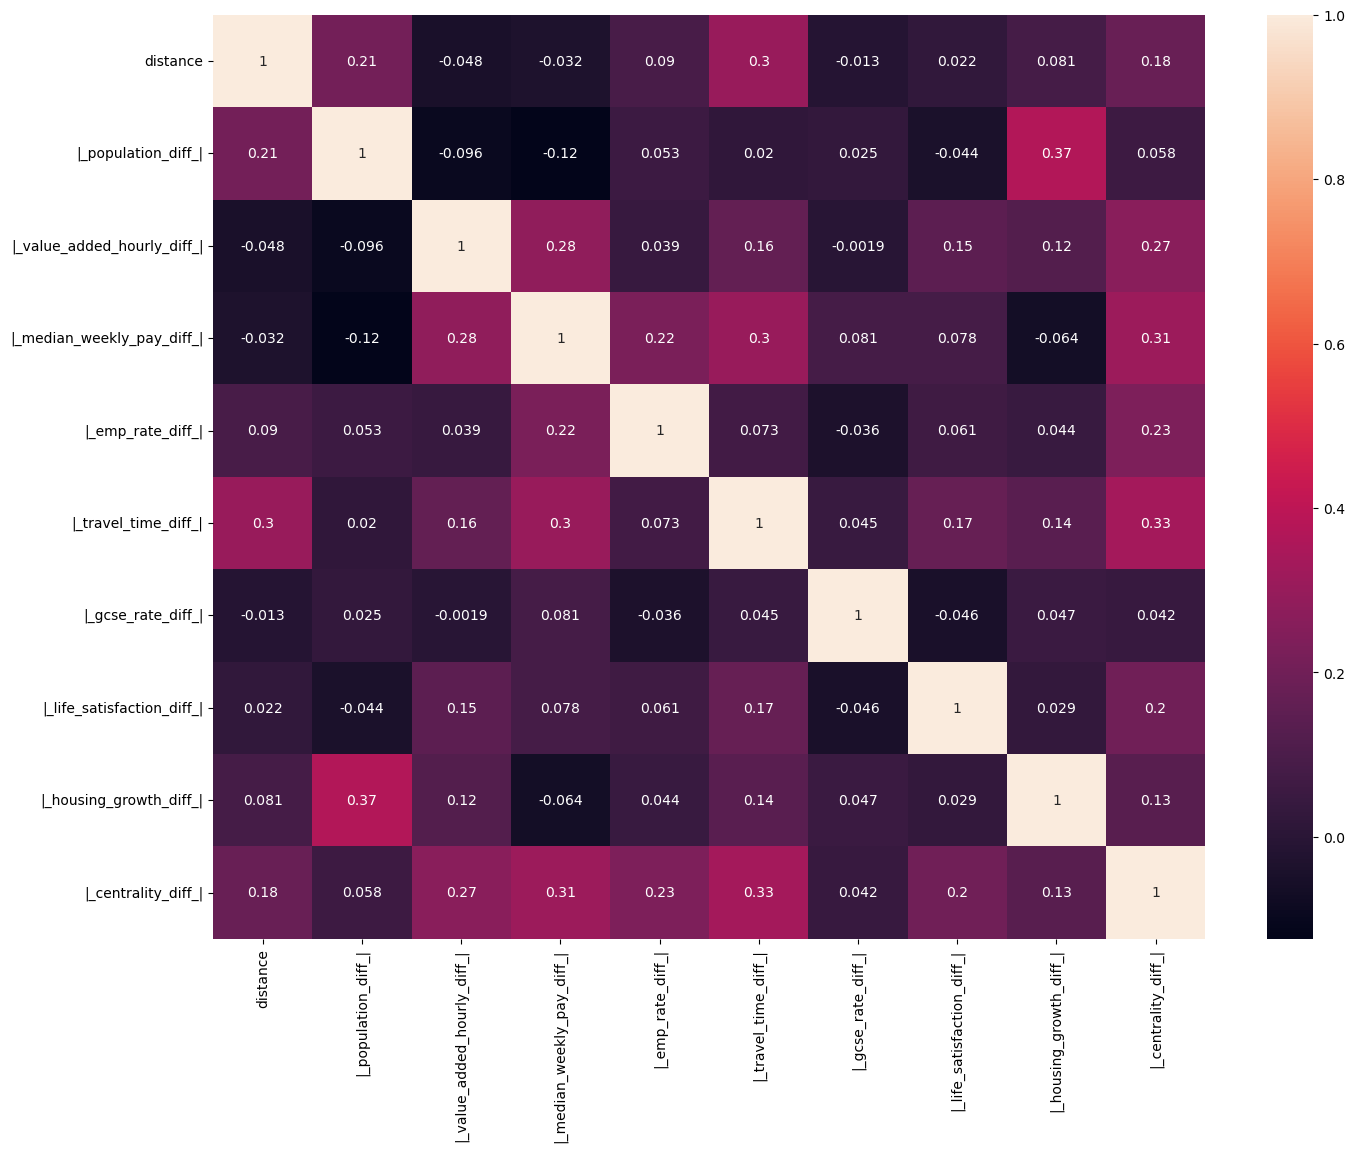 distance 1 0.21 -0.048 -0.032 0.09 0.3 -0.013 0.022 0.081 0.18
|_population_diff_| 0.21 1 -0.096 -0.12 0.053 0.02 0.025 -0.044 0.37 0.058
|_value_added_hourly_diff_| -0.048 -0.096 1 0.28 0.039 0.16 -0.0019 0.15 0.12 0.27
|_median_weekly_pay_diff_| -0.032 -0.12 0.28 1 0.22 0.3 0.081 0.078 -0.064 0.31
|_emp_rate_diff_| 0.09 0.053 0.039 0.22 1 0.073 -0.036 0.061 0.044 0.23
|_travel_time_diff_| 0.3 0.02 0.16 0.3 0.073 1 0.045 0.17 0.14 0.33
|_gcse_rate_diff_| -0.013 0.025 -0.0019 0.081 -0.036 0.045 1 -0.046 0.047 0.042
|_life_satisfaction_diff_| 0.022 -0.044 0.15 0.078 0.061 0.17 -0.046 1 0.029 0.2
|_housing_growth_diff_| 0.081 0.37 0.12 -0.064 0.044 0.14 0.047 0.029 1 0.13
|_centrality_diff_| 0.18 0.058 0.27 0.31 0.23 0.33 0.042 0.2 0.13 1
distance
|_population_diff_|
|_value_added_hourly_diff_|
|_median_weekly_pay_diff_|
|_emp_rate_diff_|
|_travel_time_diff_|
|_gcse_rate_diff_|
|_life_satisfaction_diff_|
|_housing_growth_diff_|
|_centrality_diff_|
1.0
0.8
0.6
0.4
0.2
0.0